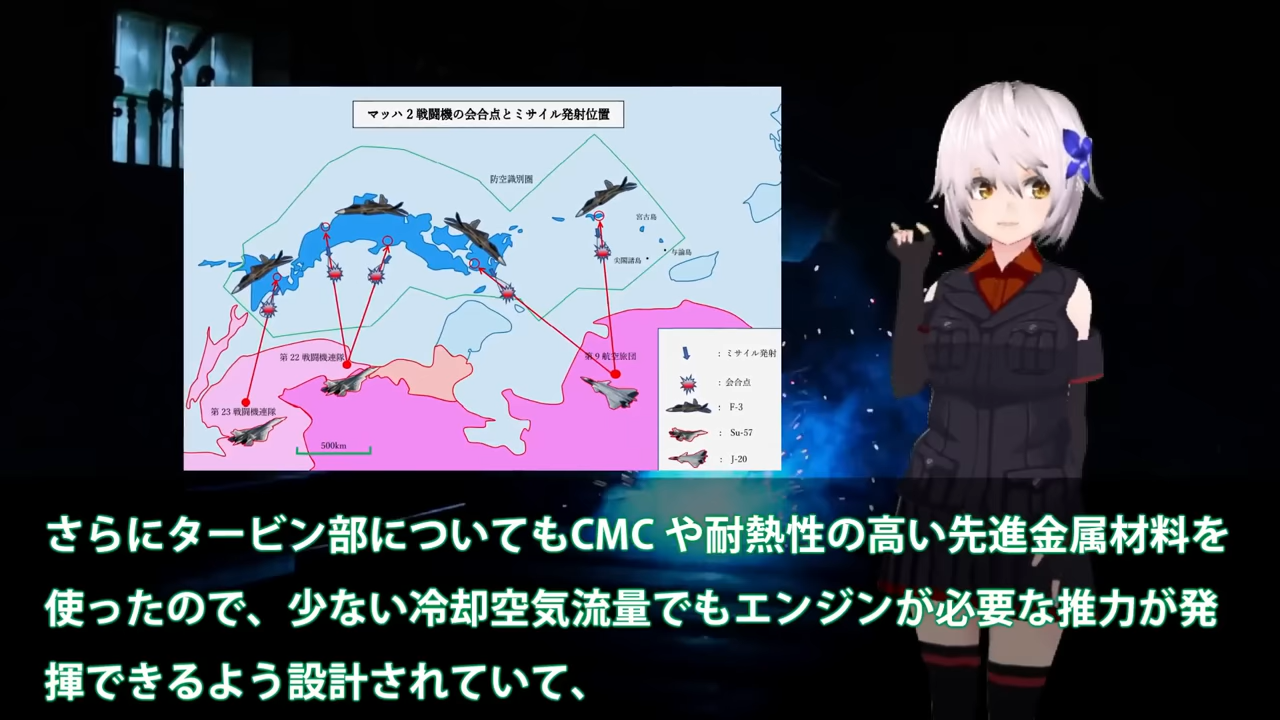 マッハ2戦闘機の会合点とミサイル発射位置
防空識別圏
宮古島
与論島
尖閣諸島
第22戦闘機連隊
第9航空旅団
第23戦闘機連隊
500km
：ミサイル発射
：会合点
： F-3
： Su-57
： J-20
さらにタービン部についてもCMC や耐熱性の高い先進金属材料を
使ったので、少ない冷却空気流量でもエンジンが必要な推力が発
揮できるよう設計されていて、